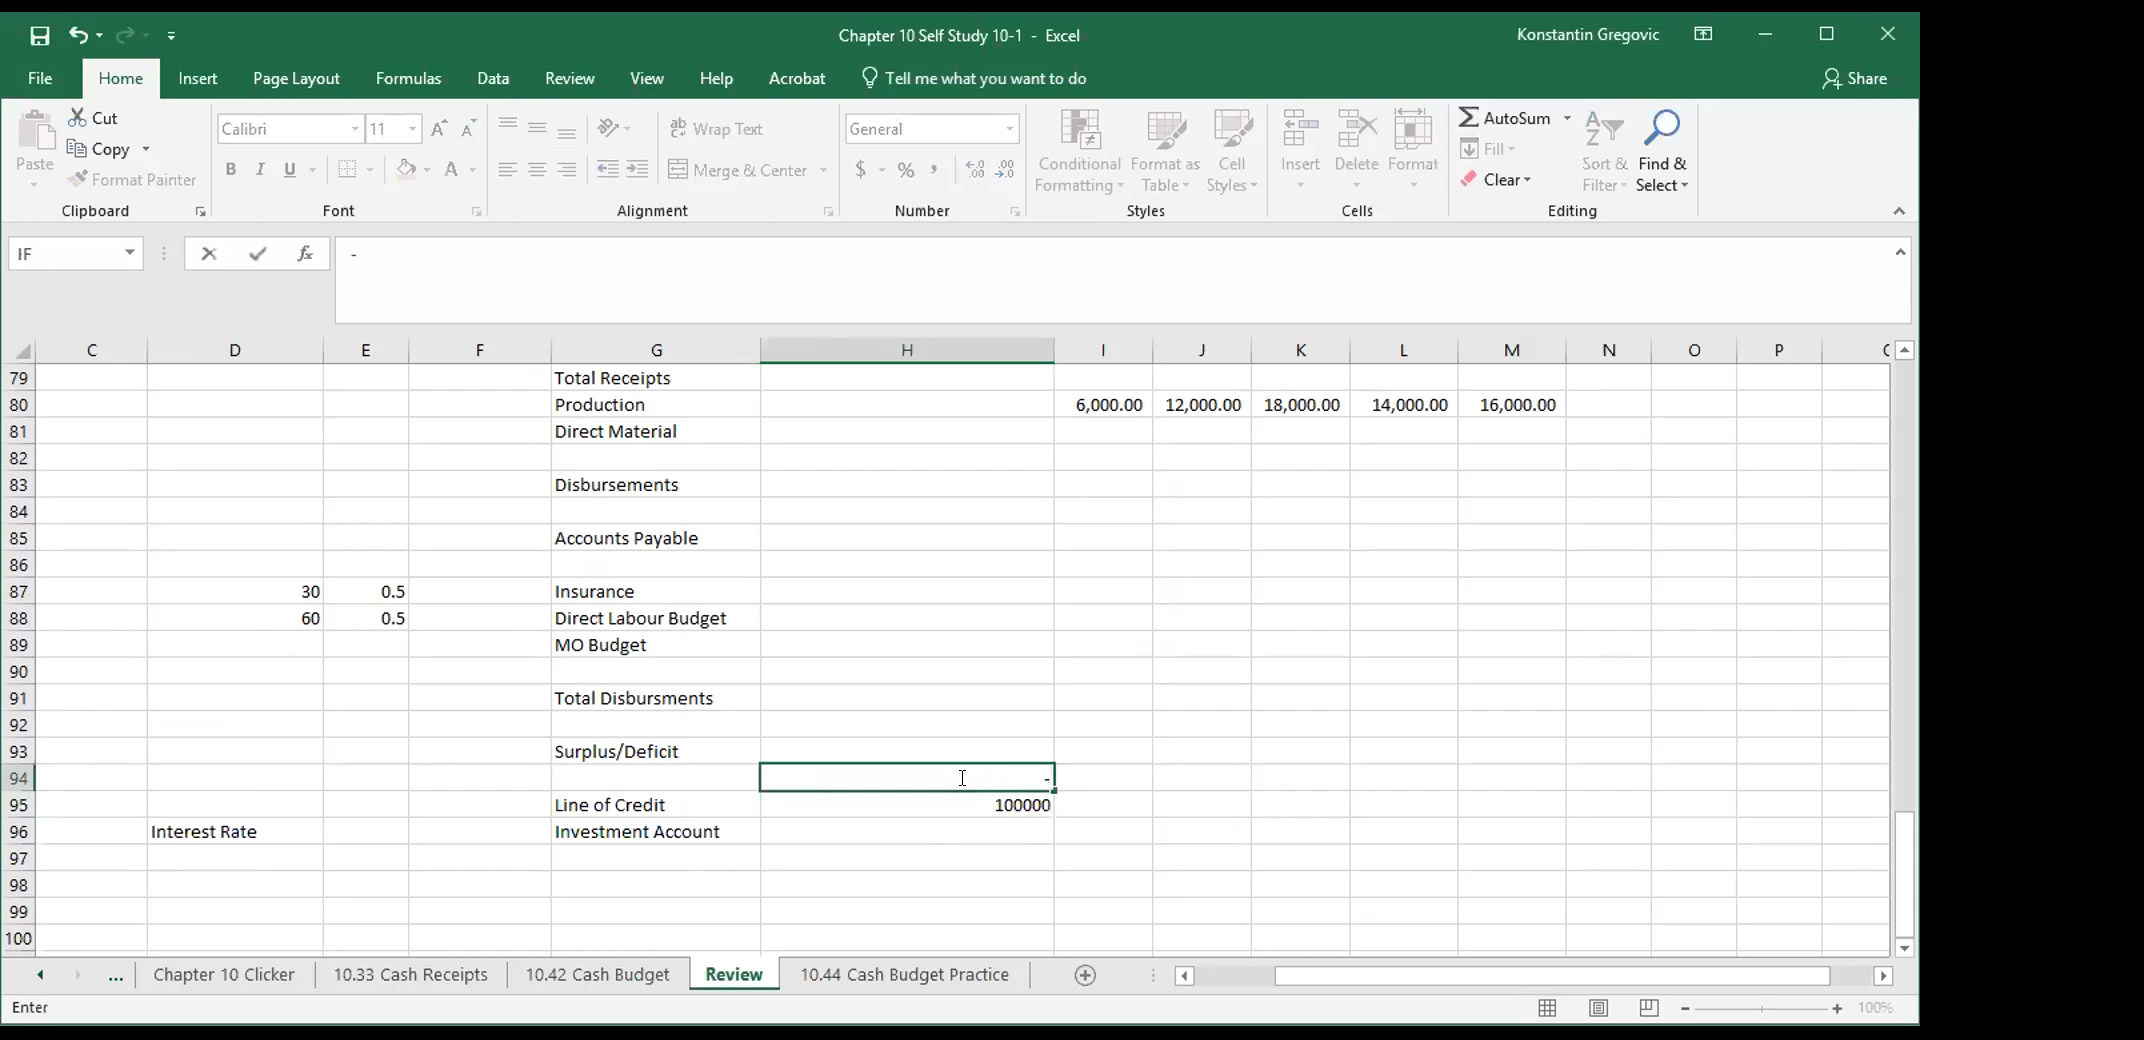 Chapter 10 Self Study 10-1 - Excel
Konstantin Gregovic
File Home Insert Page Layout Formulas Data Review View Help Acrobat Tell me what you want to do Share
Paste
Cut
Copy
Format Painter
Clipboard
Calibri 11
B I U A
Font
Wrap Text
Merge & Center
Alignment
General
$ % ,
Number
Conditional Formatting
Format as Table
Cell Styles
Styles
Insert Delete Format
Cells
AutoSum
Fill
Clear
Sort & Filter
Find & Select
Editing
IF fx -
C D E F G H I J K L M N O P
79 Total Receipts
80 Production 6,000.00 12,000.00 18,000.00 14,000.00 16,000.00
81 Direct Material
82
83 Disbursements
84
85 Accounts Payable
86
87 30 0.5 Insurance
88 60 0.5 Direct Labour Budget
89 MO Budget
90
91 Total Disbursments
92
93 Surplus/Deficit
94 -
95 Line of Credit 100000
96 Interest Rate Investment Account
97
98
99
100
... Chapter 10 Clicker 10.33 Cash Receipts 10.42 Cash Budget Review 10.44 Cash Budget Practice
Enter 100%